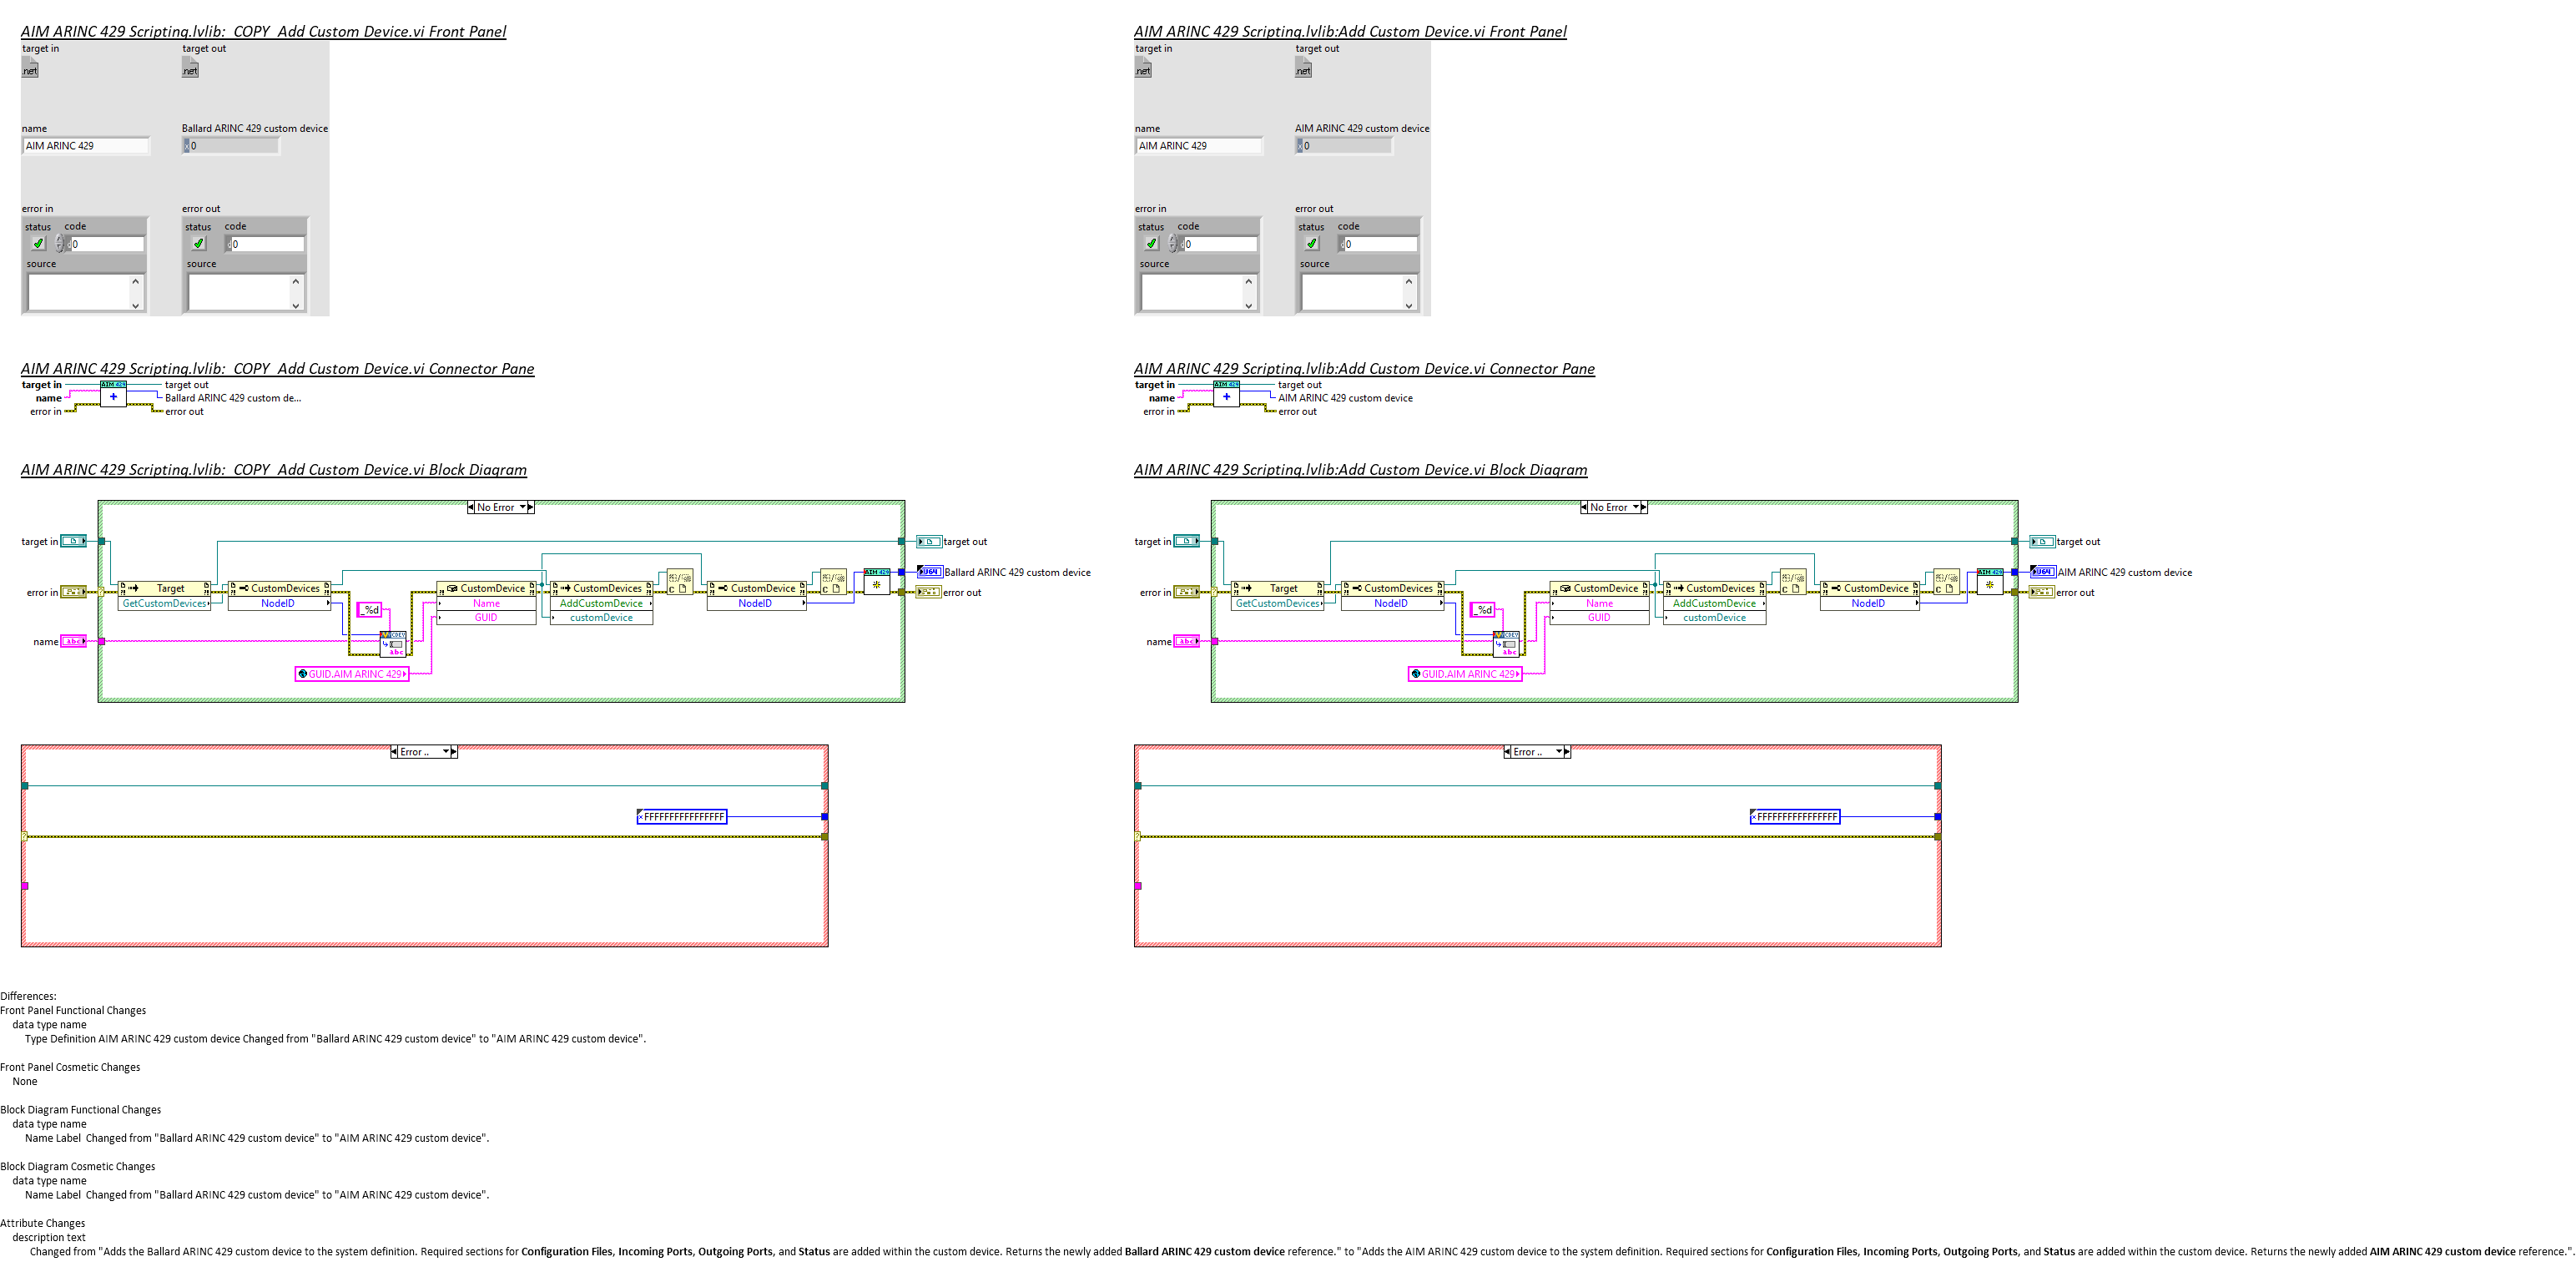 AIM ARINC 429 Scripting.lvlib:  COPY  Add Custom Device.vi Front Panel
target in
target out
.net
.net
name
Ballard ARINC 429 custom device
AIM ARINC 429
x 0
error in
error out
status code
status code
d 0
d 0
source
source
AIM ARINC 429 Scripting.lvlib:  COPY  Add Custom Device.vi Connector Pane
target in
AIM 429
target out
name
Ballard ARINC 429 custom de...
error in
error out
AIM ARINC 429 Scripting.lvlib:  COPY  Add Custom Device.vi Block Diagram
No Error
target in
target out
Ballard ARINC 429 custom device
U64
AIM 429
error in
error out
Target
GetCustomDevices
CustomDevices
NodeID
_%d
CustomDevice
Name
GUID
CustomDevices
AddCustomDevice
customDevice
CustomDevice
NodeID
name
abc
abc
GUID.AIM ARINC 429
Error ..
x FFFFFFFFFFFFFFFF
AIM ARINC 429 Scripting.lvlib:Add Custom Device.vi Front Panel
target in
target out
.net
.net
name
AIM ARINC 429 custom device
AIM ARINC 429
x 0
error in
error out
status code
status code
d 0
d 0
source
source
AIM ARINC 429 Scripting.lvlib:Add Custom Device.vi Connector Pane
target in
AIM 429
target out
name
AIM ARINC 429 custom device
error in
error out
AIM ARINC 429 Scripting.lvlib:Add Custom Device.vi Block Diagram
No Error
target in
target out
AIM ARINC 429 custom device
U64
AIM 429
error in
error out
Target
GetCustomDevices
CustomDevices
NodeID
_%d
CustomDevice
Name
GUID
CustomDevices
AddCustomDevice
customDevice
CustomDevice
NodeID
name
abc
abc
GUID.AIM ARINC 429
Error ..
x FFFFFFFFFFFFFFFF
Differences:
Front Panel Functional Changes
data type name
Type Definition AIM ARINC 429 custom device Changed from "Ballard ARINC 429 custom device" to "AIM ARINC 429 custom device".
Front Panel Cosmetic Changes
None
Block Diagram Functional Changes
data type name
Name Label  Changed from "Ballard ARINC 429 custom device" to "AIM ARINC 429 custom device".
Block Diagram Cosmetic Changes
data type name
Name Label  Changed from "Ballard ARINC 429 custom device" to "AIM ARINC 429 custom device".
Attribute Changes
description text
Changed from "Adds the Ballard ARINC 429 custom device to the system definition. Required sections for Configuration Files, Incoming Ports, Outgoing Ports, and Status are added within the custom device. Returns the newly added Ballard ARINC 429 custom device reference." to "Adds the AIM ARINC 429 custom device to the system definition. Required sections for Configuration Files, Incoming Ports, Outgoing Ports, and Status are added within the custom device. Returns the newly added AIM ARINC 429 custom device reference.".